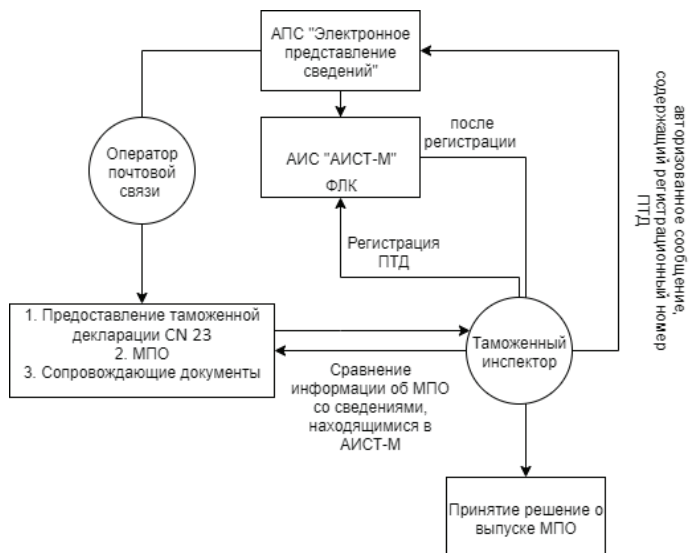 АПС "Электронное
представление
сведений"
Оператор
почтовой
связи
АИС "АИСТ-М"
ФЛК
после
регистрации
авторизованное сообщение,
содержащий регистрационный номер
ПТД
Регистрация
ПТД
1. Предоставление таможенной
декларации CN 23
2. МПО
3. Сопровождающие документы
Таможенный
инспектор
Сравнение
информации об МПО
со сведениями,
находящимися в
АИСТ-М
Принятие решение о
выпуске МПО